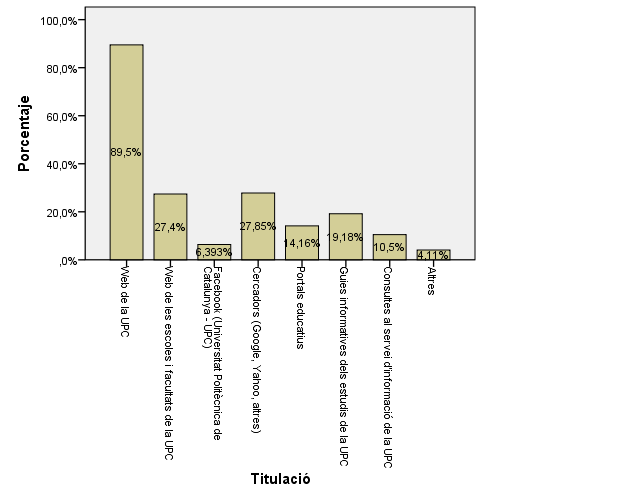 100,0%
80,0%
60,0%
40,0%
20,0%
,0%
Porcentaje
89,5%
27,4%
6,393%
27,85%
14,16%
19,18%
10,5%
4,11%
Web de la UPC
Web de les escoles i facultats de la UPC
Facebook (Universitat Politècnica de
Catalunya - UPC)
Cercadors (Google, Yahoo, altres)
Portals educatius
Guies informatives dels estudis de la UPC
Consultes al servei d'informació de la UPC
Altres
Titulació